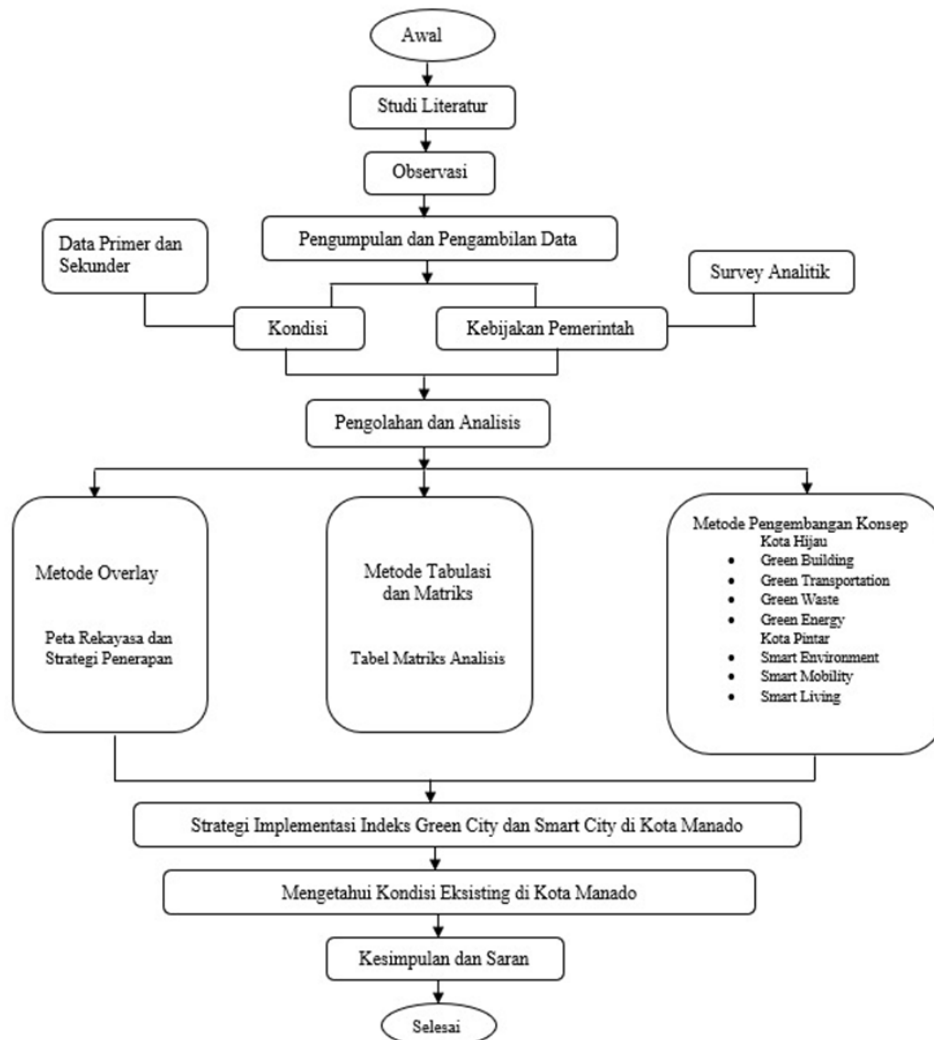 Awal
Studi Literatur
Observasi
Pengumpulan dan Pengambilan Data
Data Primer dan
Sekunder
Survey Analitik
Kondisi
Kebijakan Pemerintah
Pengolahan dan Analisis
Metode Overlay
Peta Rekayasa dan
Strategi Penerapan
Metode Tabulasi
dan Matriks
Tabel Matriks Analisis
Metode Pengembangan Konsep
Kota Hijau
• Green Building
• Green Transportation
• Green Waste
• Green Energy
Kota Pintar
• Smart Environment
• Smart Mobility
• Smart Living
Strategi Implementasi Indeks Green City dan Smart City di Kota Manado
Mengetahui Kondisi Eksisting di Kota Manado
Kesimpulan dan Saran
Selesai